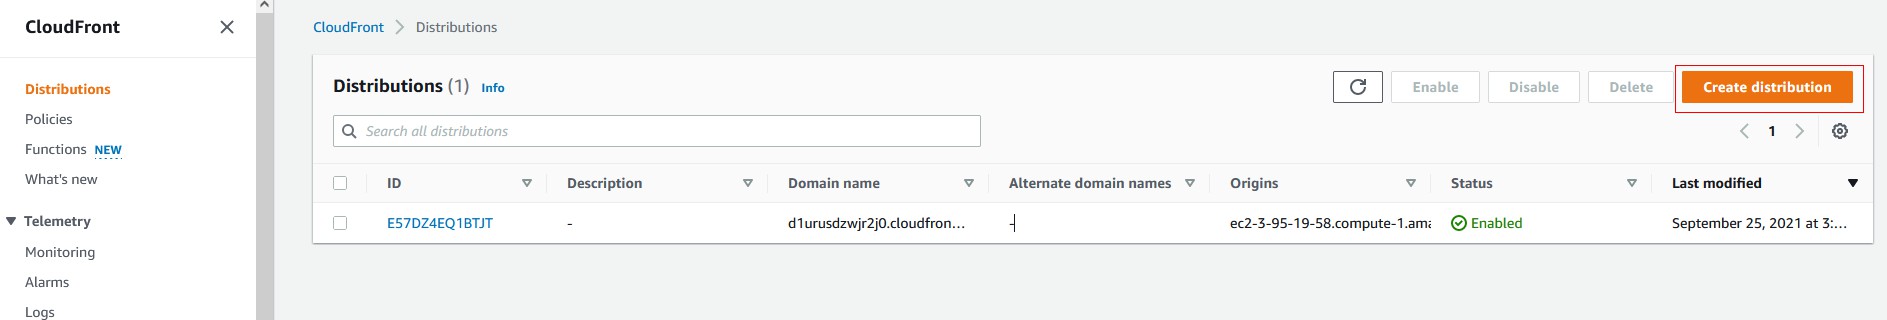 CloudFront
Distributions
Policies
Functions NEW
What's new
Telemetry
Monitoring
Alarms
Logs
CloudFront > Distributions
Distributions (1) Info
Enable Disable Delete Create distribution
Search all distributions
1
ID Description Domain name Alternate domain names Origins Status Last modified
E57DZ4EQ1BTJT - d1urusdzwjr2j0.cloudfron… - ec2-3-95-19-58.compute-1.ama Enabled September 25, 2021 at 3:…